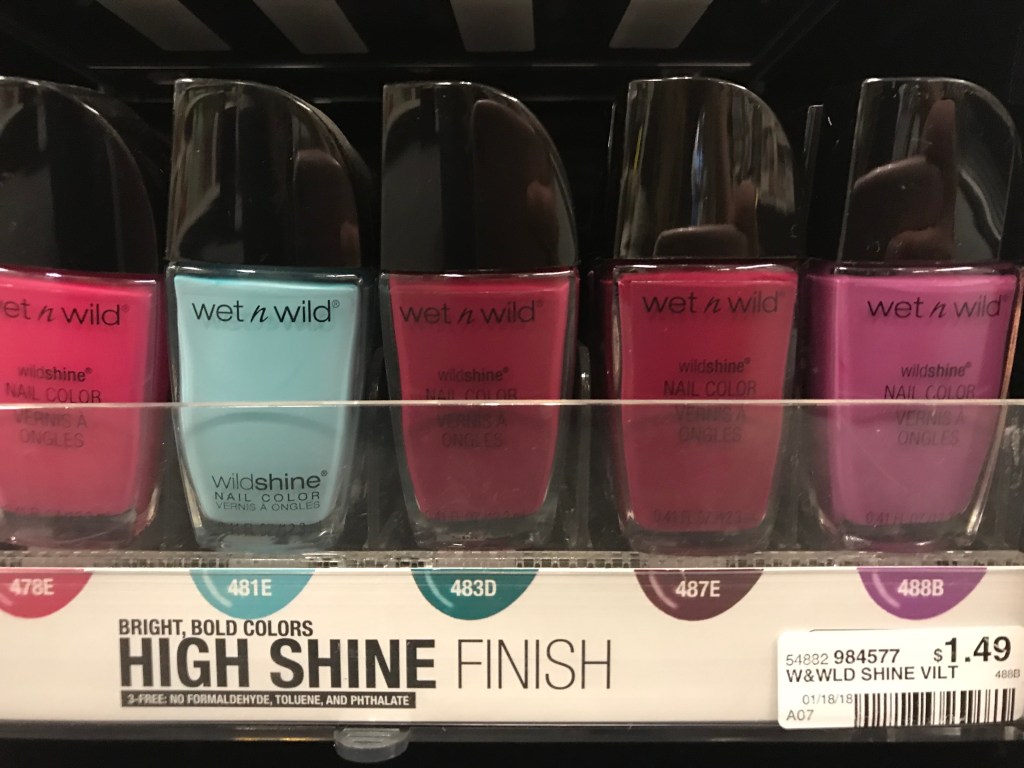 wet n wild®
wildshine®
NAIL COLOR
VERNIS À
ONGLES
wet n wild®
wildshine®
NAIL COLOR
VERNIS À ONGLES
wet n wild®
wildshine®
NAIL COLOR
VERNIS À
ONGLES
wet n wild®
wildshine®
NAIL COLOR
VERNIS À
ONGLES
wet n wild®
wildshine®
NAIL COLOR
VERNIS À
ONGLES
478E 481E 483D 487E 488B
BRIGHT, BOLD COLORS
HIGH SHINE FINISH
3-FREE: NO FORMALDEHYDE, TOLUENE, AND PHTHALATE
54882 984577 $1.49
W&WLD SHINE VILT 488B
01/18/18
A07